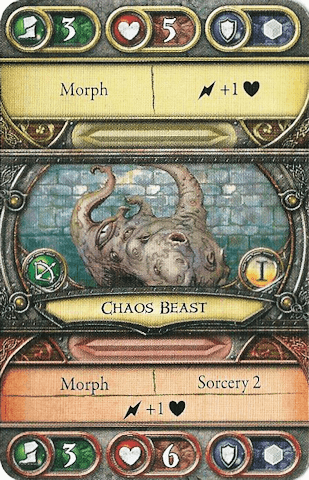 3 5
Morph +1
I
CHAOS BEAST
Morph Sorcery 2
+1
3 6